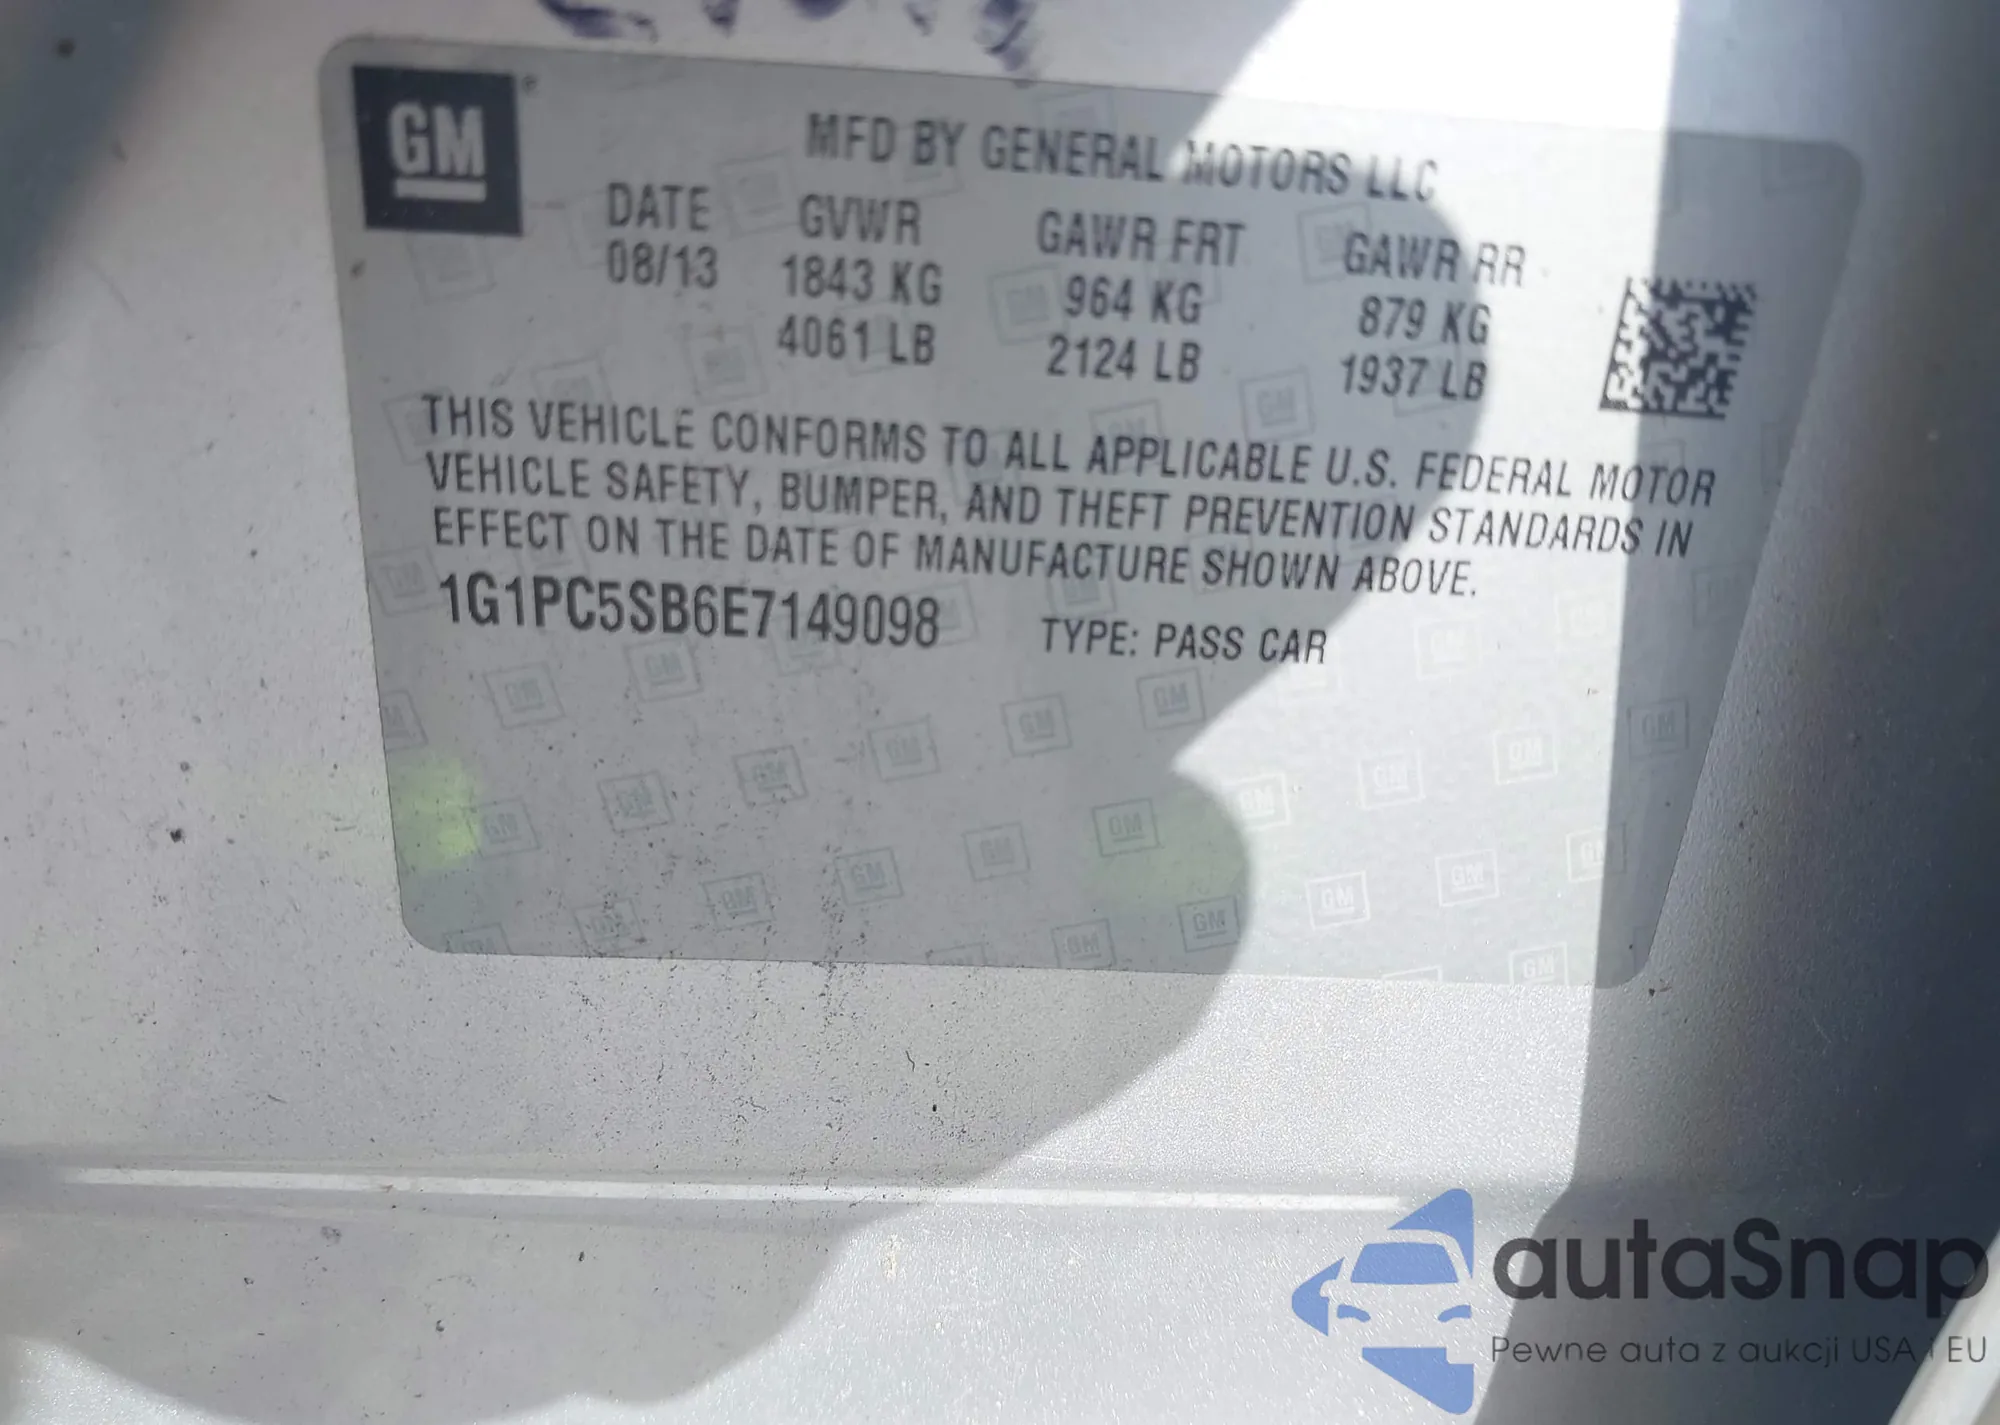 GM
MFD BY GENERAL MOTORS LLC
DATE GVWR GAWR FRT GAWR RR
08/13 1843 KG 964 KG 879 KG
4061 LB 2124 LB 1937 LB
THIS VEHICLE CONFORMS TO ALL APPLICABLE U.S. FEDERAL MOTOR
VEHICLE SAFETY, BUMPER, AND THEFT PREVENTION STANDARDS IN
EFFECT ON THE DATE OF MANUFACTURE SHOWN ABOVE.
1G1PC5SB6E7149098 TYPE: PASS CAR
autaSnap
Pewne auta z aukcji USA i EU